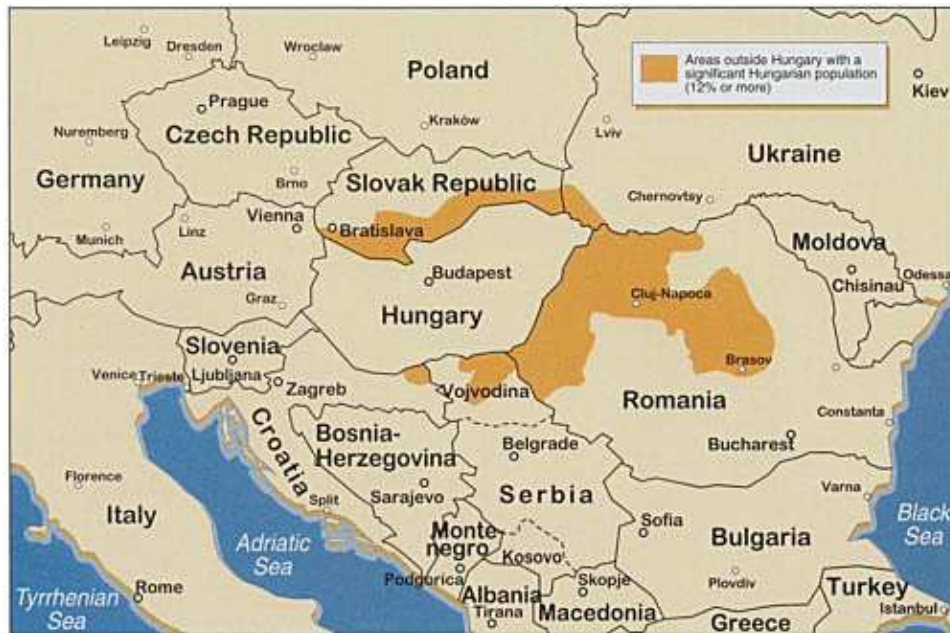 Leipzig
Dresden
Wroclaw
Poland
Areas outside Hungary with a
significant Hungarian population
(12% or more)
Kiev
Prague
Czech Republic
Nuremberg
Kraków
Lviv
Ukraine
Germany
Brno
Slovak Republic
Chernovtsy
Vienna
Munich
Linz
Bratislava
Moldova
Austria
Budapest
Chisinau
Odessa
Graz
Hungary
Cluj-Napoca
Slovenia
Venice
Trieste
Ljubljana
Zagreb
Vojvodina
Brasov
Romania
Croatia
Bosnia-
Herzegovina
Belgrade
Bucharest
Constanta
Florence
Sarajevo
Serbia
Italy
Split
Varna
Adriatic
Sea
Monte-
negro
Kosovo
Sofia
Bulgaria
Black
Sea
Podgorica
Skopje
Plovdiv
Tyrrhenian
Sea
Rome
Albania
Tirana
Macedonia
Turkey
Istanbul
Greece